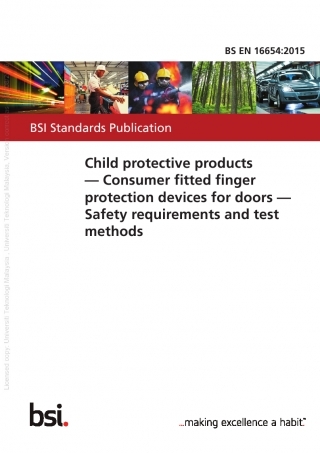 BS EN 16654:2015
BSI Standards Publication
Child protective products
— Consumer fitted finger
protection devices for doors —
Safety requirements and test
methods
bsi.
...making excellence a habit.™